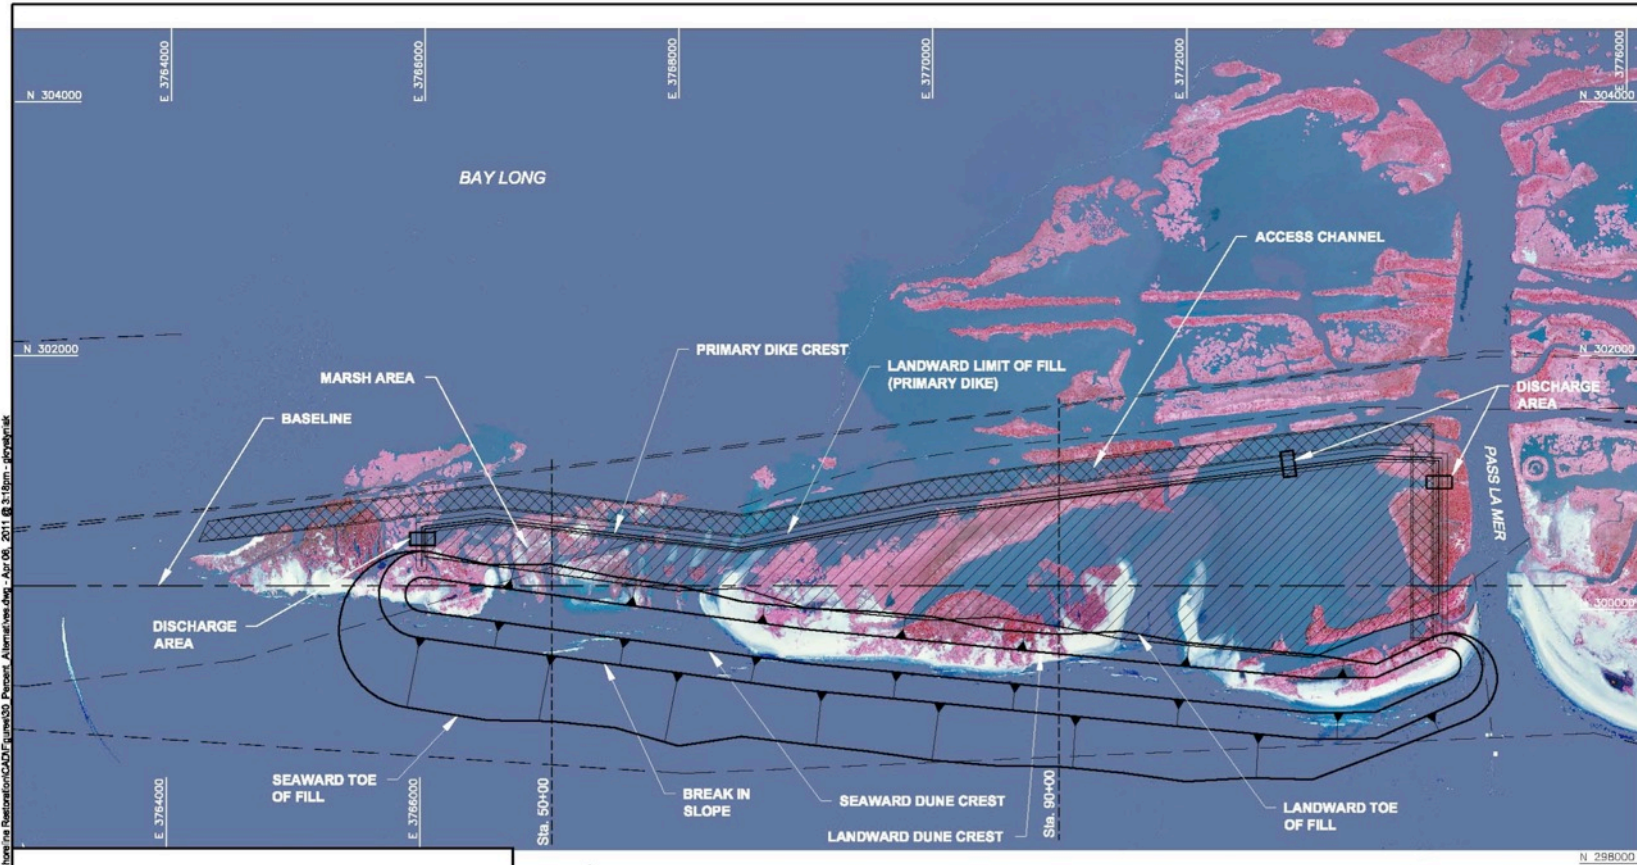 E 3764000
E 3766000
E 3768000
E 3770000
E 3772000
E 3776000
N 304000
N 304000
BAY LONG
ACCESS CHANNEL
N 302000
N 302000
PRIMARY DIKE CREST
LANDWARD LIMIT OF FILL
(PRIMARY DIKE)
MARSH AREA
DISCHARGE
AREA
BASELINE
PASS LA MER
N 300000
DISCHARGE
AREA
SEAWARD TOE
OF FILL
BREAK IN
SLOPE
SEAWARD DUNE CREST
LANDWARD DUNE CREST
LANDWARD TOE
OF FILL
E 3764000
E 3766000
Sta. 50+00
Sta. 90+00
N 298000